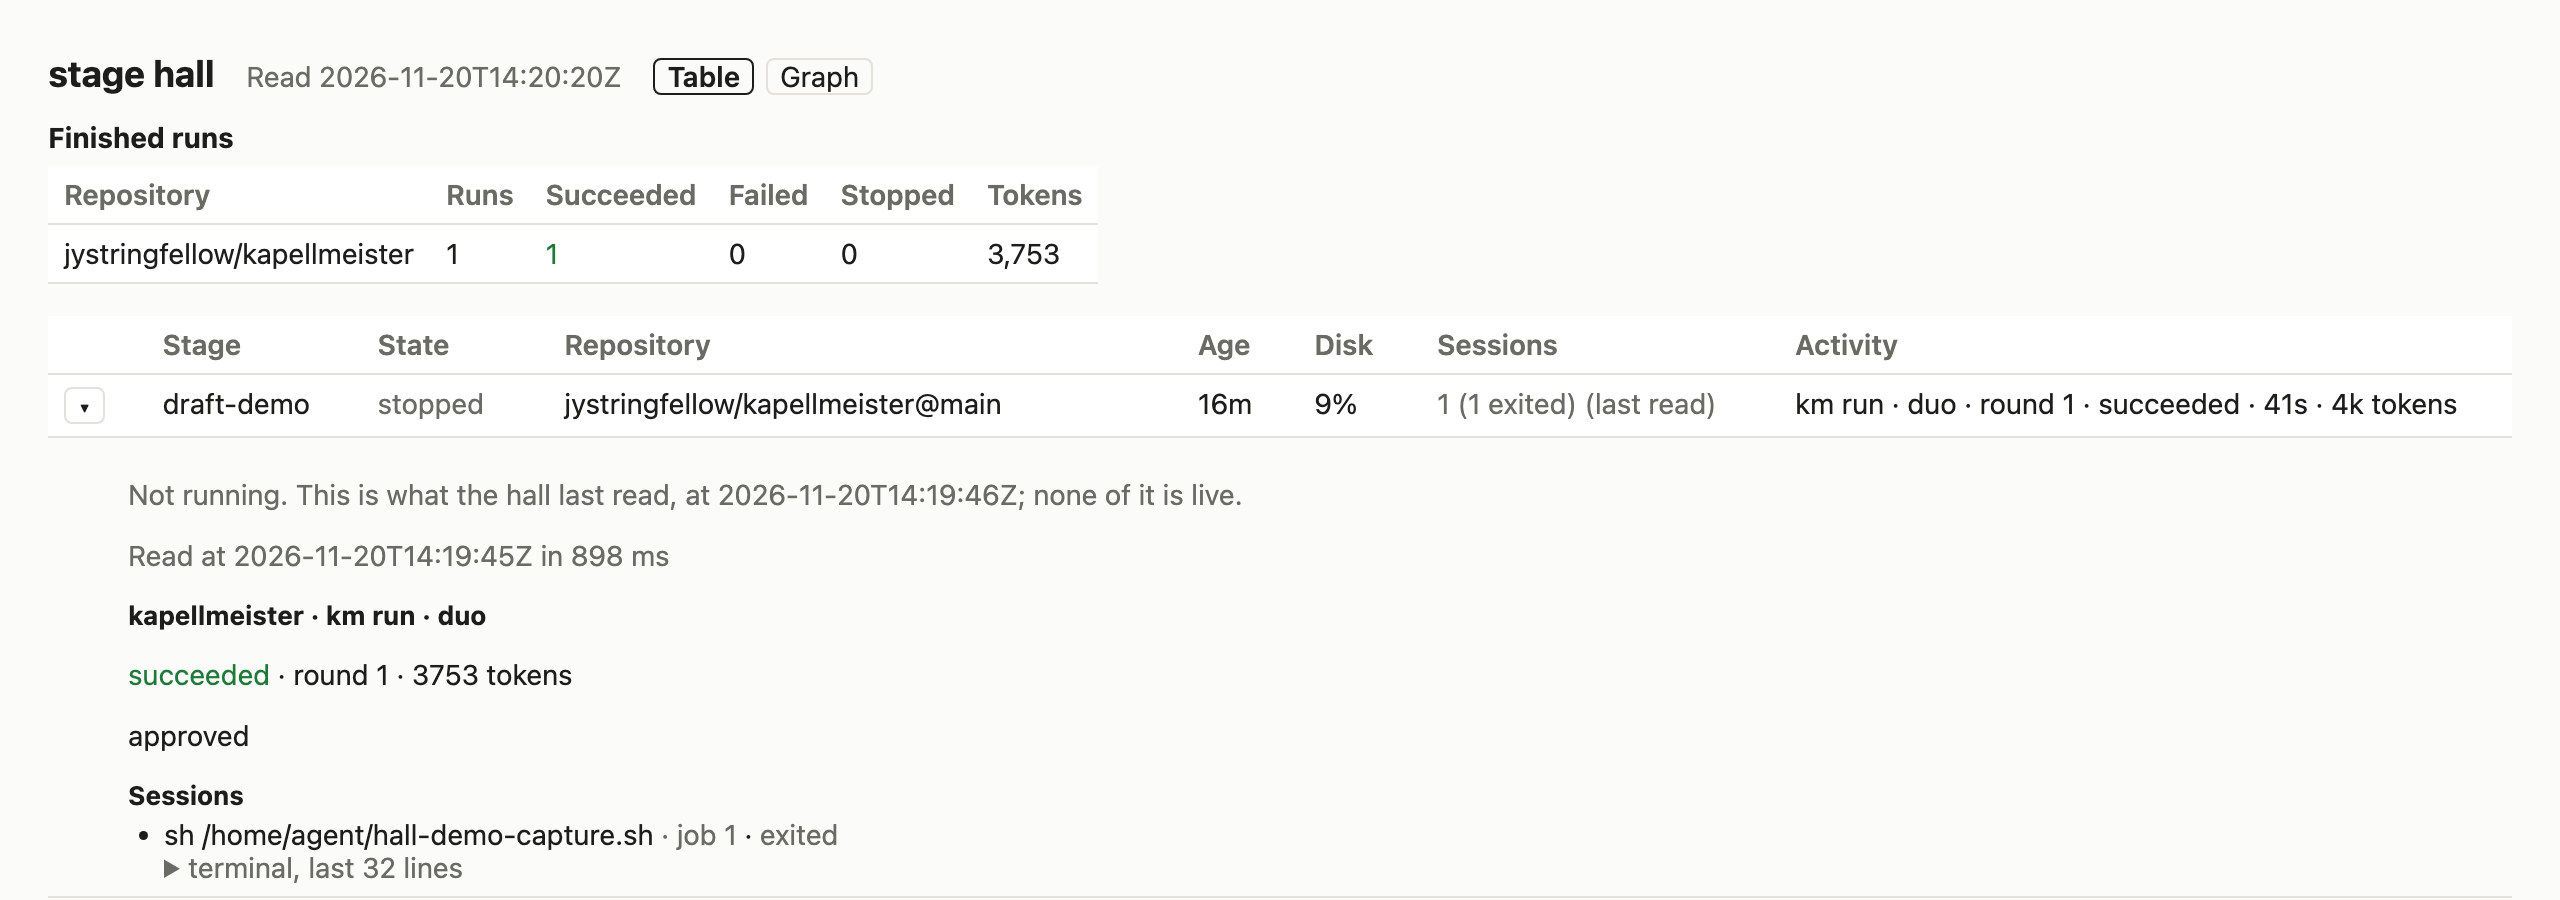 stage hall Read 2026-11-20T14:20:20Z Table Graph
Finished runs
Repository Runs Succeeded Failed Stopped Tokens
jystringfellow/kapellmeister 1 1 0 0 3,753
Stage State Repository Age Disk Sessions Activity
▾ draft-demo stopped jystringfellow/kapellmeister@main 16m 9% 1 (1 exited) (last read) km run · duo · round 1 · succeeded · 41s · 4k tokens
Not running. This is what the hall last read, at 2026-11-20T14:19:46Z; none of it is live.
Read at 2026-11-20T14:19:45Z in 898 ms
kapellmeister · km run · duo
succeeded · round 1 · 3753 tokens
approved
Sessions
• sh /home/agent/hall-demo-capture.sh · job 1 · exited
▶ terminal, last 32 lines